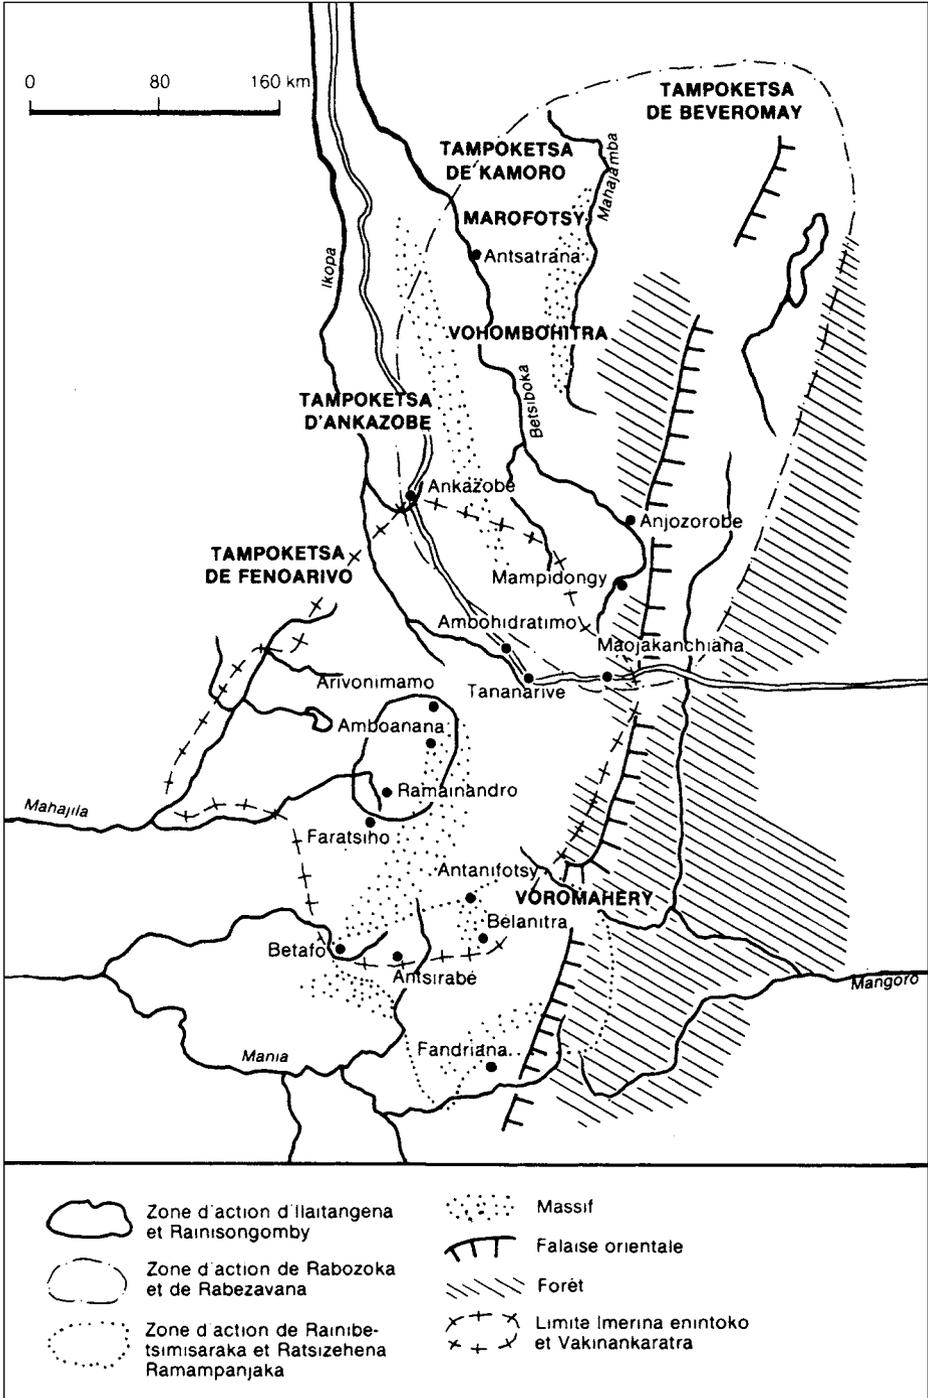 0 80 160 km
TAMPOKETSA
DE BEVEROMAY
TAMPOKETSA
DE KAMORO
Mahajamba
MAROFOTSY
Antsatrana
Ikopa
VOHOMBOHITRA
Betsiboka
TAMPOKETSA
D'ANKAZOBE
Ankazobe
Anjozorobe
TAMPOKETSA
DE FENOARIVO
Mampidongy
Ambohidratimo
Maojakanchiana
Arivonimamo
Tananarive
Amboanana
Ramainandro
Mahajila
Faratsiho
Antanifotsy
VOROMAHERY
Belanitra
Betafo
Antsirabe
Mangoro
Fandriana
Mania
Zone d'action d'Ilaitangena
et Rainisongomby
Zone d'action de Rabozoka
et de Rabezavana
Zone d'action de Rainibe-
tsimisaraka et Ratsizehena
Ramampanjaka
Massif
Falaise orientale
Forêt
Limite Imerina enintoko
et Vakinankaratra